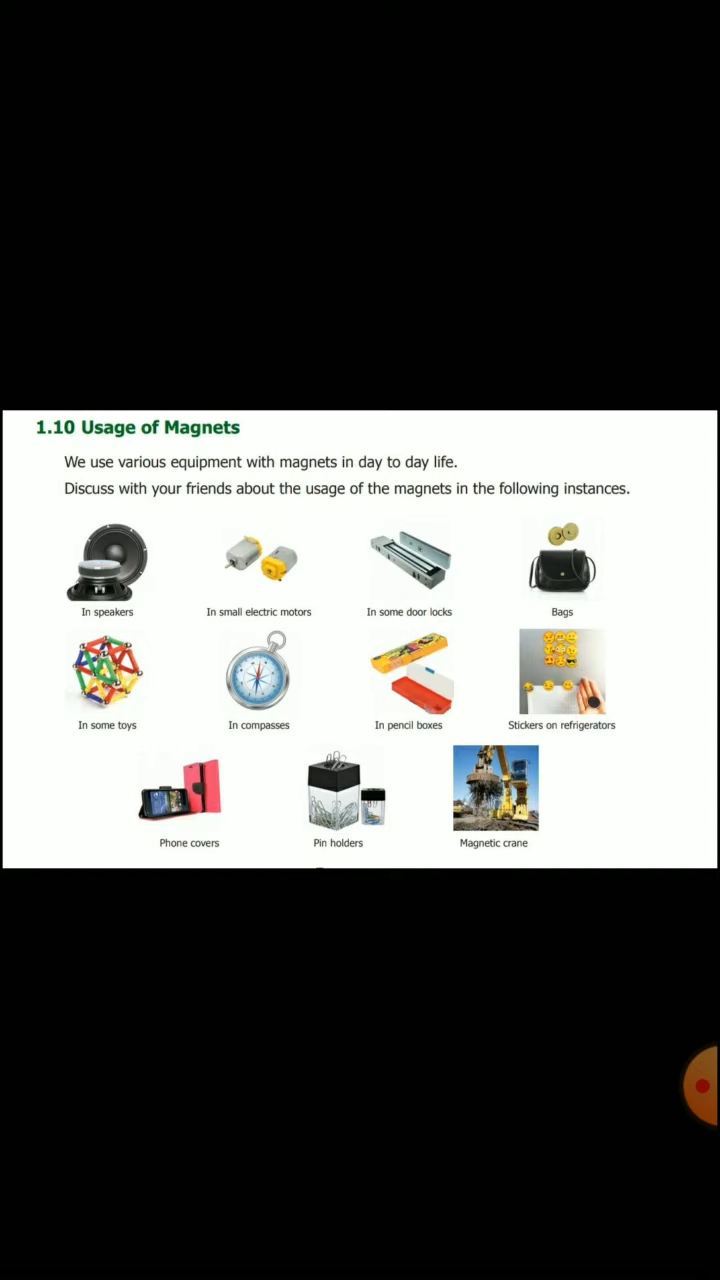 1.10 Usage of Magnets
We use various equipment with magnets in day to day life.
Discuss with your friends about the usage of the magnets in the following instances.
In speakers
In small electric motors
In some door locks
Bags
In some toys
In compasses
In pencil boxes
Stickers on refrigerators
Phone covers
Pin holders
Magnetic crane